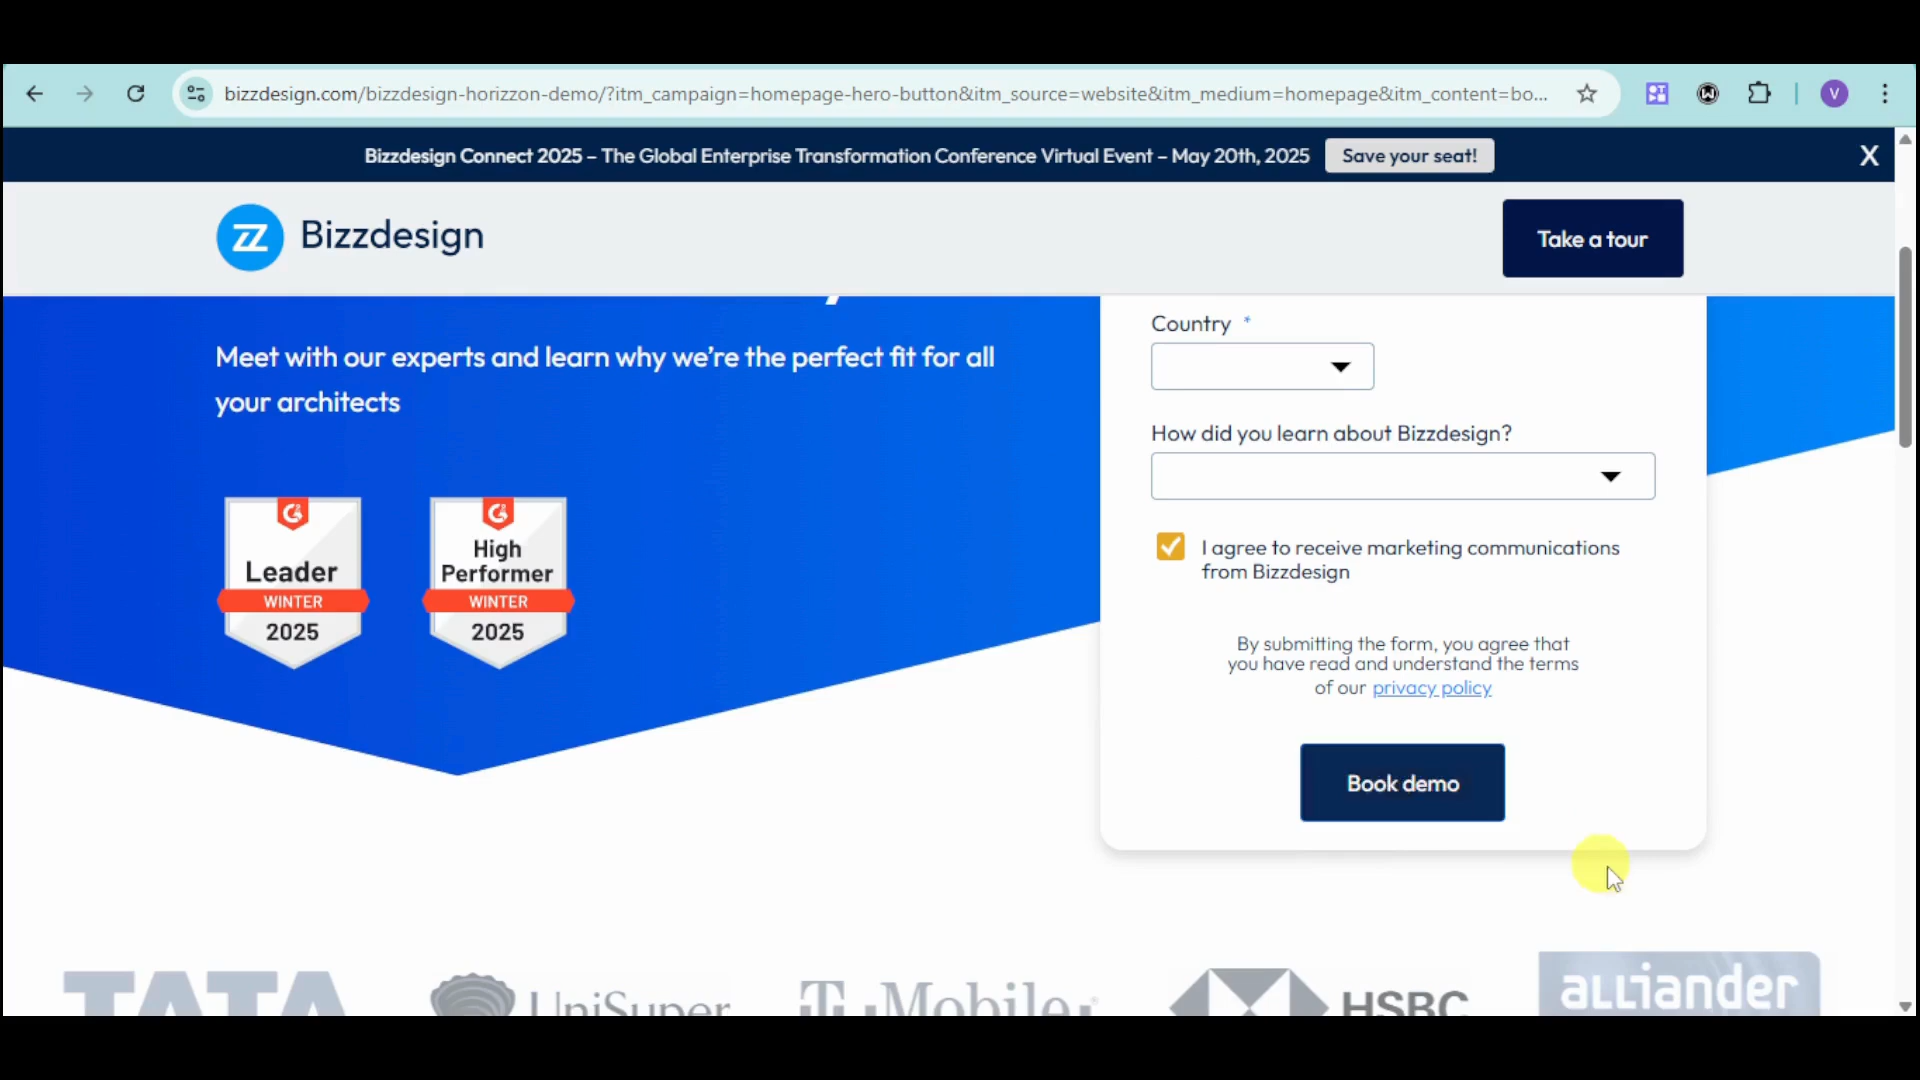 bizzdesign.com/bizzdesign-horizzon-demo/?itm_campaign=homepage-hero-button&itm_source=website&itm_medium=homepage&itm_content=bo...
V
Bizzdesign Connect 2025 – The Global Enterprise Transformation Conference Virtual Event – May 20th, 2025
Save your seat!
X
Bizzdesign
Take a tour
Meet with our experts and learn why we're the perfect fit for all
your architects
Leader
WINTER
2025
High
Performer
WINTER
2025
Country *
How did you learn about Bizzdesign?
I agree to receive marketing communications
from Bizzdesign
By submitting the form, you agree that
you have read and understand the terms
of our privacy policy
Book demo
TATA
UniSuper
T Mobile
HSBC
alliander